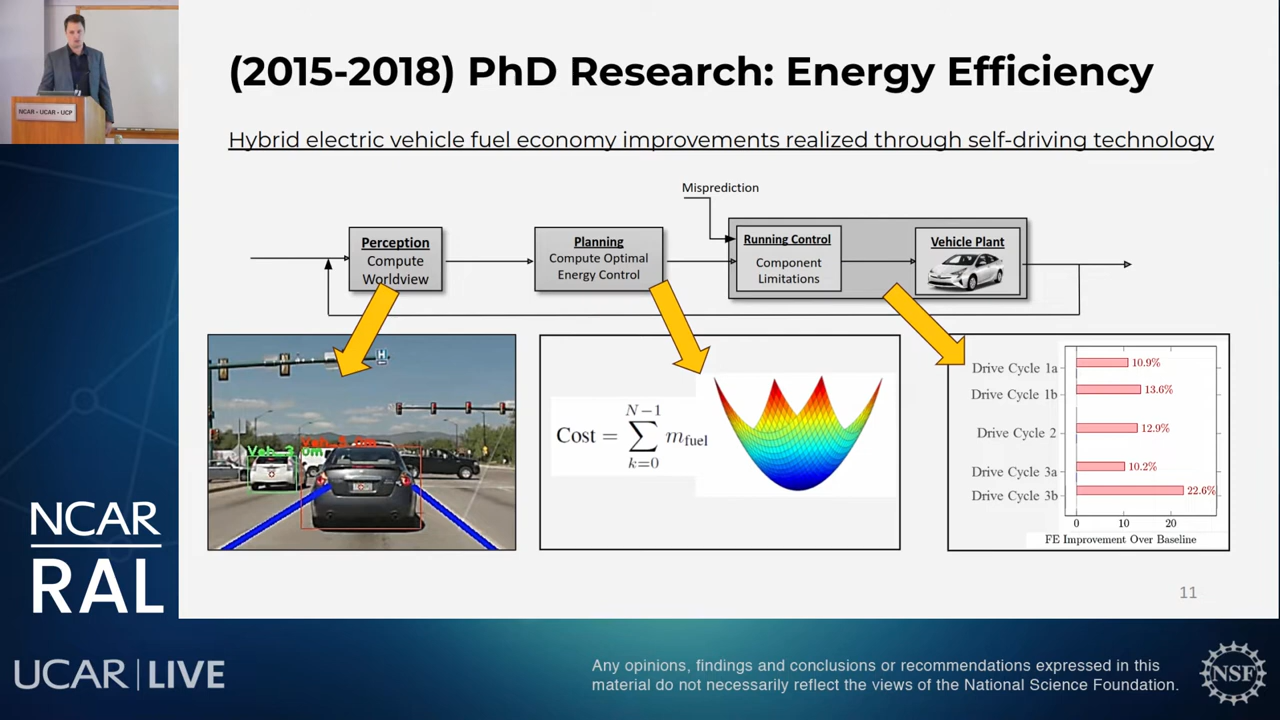 NCAR • UCAR • UCP
(2015-2018) PhD Research: Energy Efficiency
Hybrid electric vehicle fuel economy improvements realized through self-driving technology
Misprediction
Perception
Compute
Worldview
Planning
Compute Optimal
Energy Control
Running Control
Component
Limitations
Vehicle Plant
H
Cost = N−1 ∑ k=0 mfuel
Drive Cycle 1a 10.9%
Drive Cycle 1b 13.6%
Drive Cycle 2 12.9%
Drive Cycle 3a 10.2%
Drive Cycle 3b 22.6%
0 10 20
FE Improvement Over Baseline
11
NCAR
RAL
UCAR | LIVE
Any opinions, findings and conclusions or recommendations expressed in this
material do not necessarily reflect the views of the National Science Foundation.
NSF